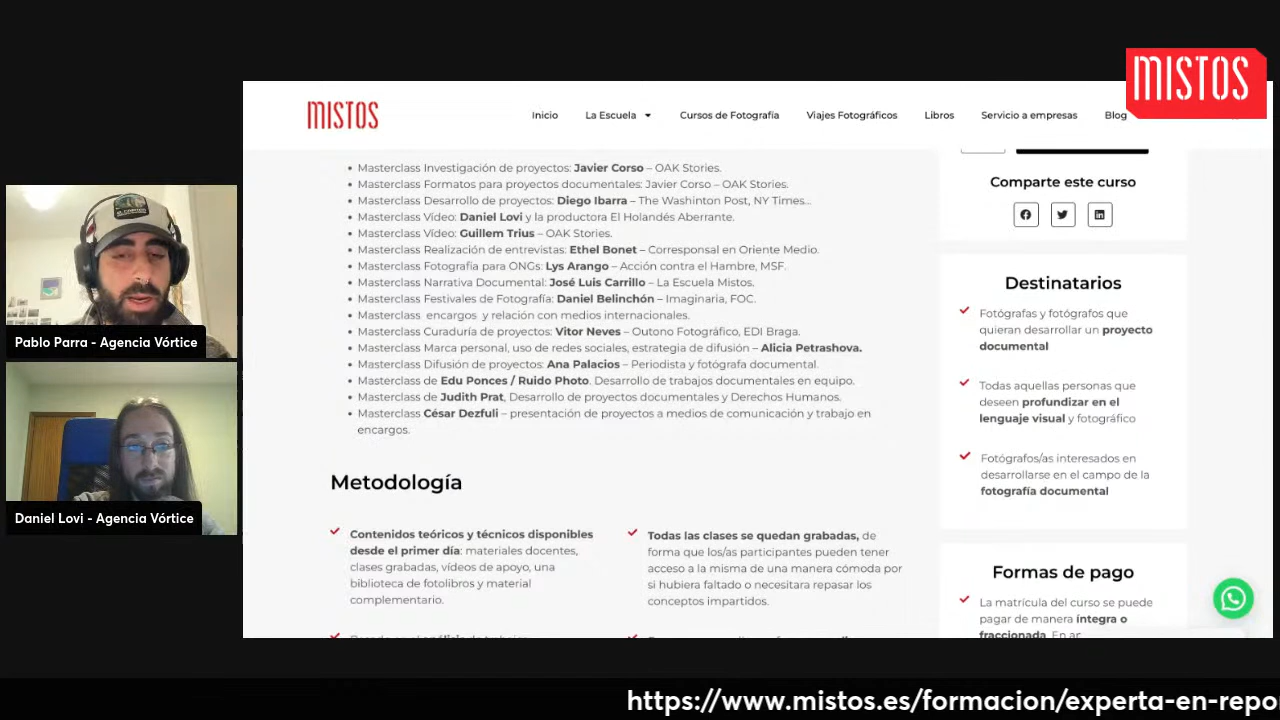 MISTOS
MISTOS
Inicio
La Escuela
Cursos de Fotografía
Viajes Fotográficos
Libros
Servicio a empresas
Blog
Masterclass Investigación de proyectos: Javier Corso – OAK Stories.
Masterclass Formatos para proyectos documentales: Javier Corso – OAK Stories.
Masterclass Desarrollo de proyectos: Diego Ibarra – The Washinton Post, NY Times…
Masterclass Vídeo: Daniel Lovi y la productora El Holandés Aberrante.
Masterclass Vídeo: Guillem Trius – OAK Stories.
Masterclass Realización de entrevistas: Ethel Bonet – Corresponsal en Oriente Medio.
Masterclass Fotografía para ONGs: Lys Arango – Acción contra el Hambre, MSF.
Masterclass Narrativa Documental: José Luis Carrillo – La Escuela Mistos.
Masterclass Festivales de Fotografía: Daniel Belinchón – Imaginaria, FOC.
Masterclass encargos y relación con medios internacionales.
Masterclass Curaduría de proyectos: Vitor Neves – Outono Fotográfico, EDI Braga.
Masterclass Marca personal, uso de redes sociales, estrategia de difusión – Alicia Petrashova.
Masterclass Difusión de proyectos: Ana Palacios – Periodista y fotógrafa documental.
Masterclass de Edu Ponces / Ruido Photo. Desarrollo de trabajos documentales en equipo.
Masterclass de Judith Prat, Desarrollo de proyectos documentales y Derechos Humanos.
Masterclass César Dezfuli – presentación de proyectos a medios de comunicación y trabajo en
encargos.
Metodología
Contenidos teóricos y técnicos disponibles
desde el primer día: materiales docentes,
clases grabadas, vídeos de apoyo, una
biblioteca de fotolibros y material
complementario.
Todas las clases se quedan grabadas, de
forma que los/as participantes pueden tener
acceso a la misma de una manera cómoda por
si hubiera faltado o necesitara repasar los
conceptos impartidos.
Comparte este curso
Destinatarios
Fotógrafas y fotógrafos que
quieran desarrollar un proyecto
documental
Todas aquellas personas que
deseen profundizar en el
lenguaje visual y fotográfico
Fotógrafos/as interesados en
desarrollarse en el campo de la
fotografía documental
Formas de pago
La matrícula del curso se puede
pagar de manera íntegra o
fraccionada. En
Pablo Parra - Agencia Vórtice
Daniel Lovi - Agencia Vórtice
https://www.mistos.es/formacion/experta-en-repo